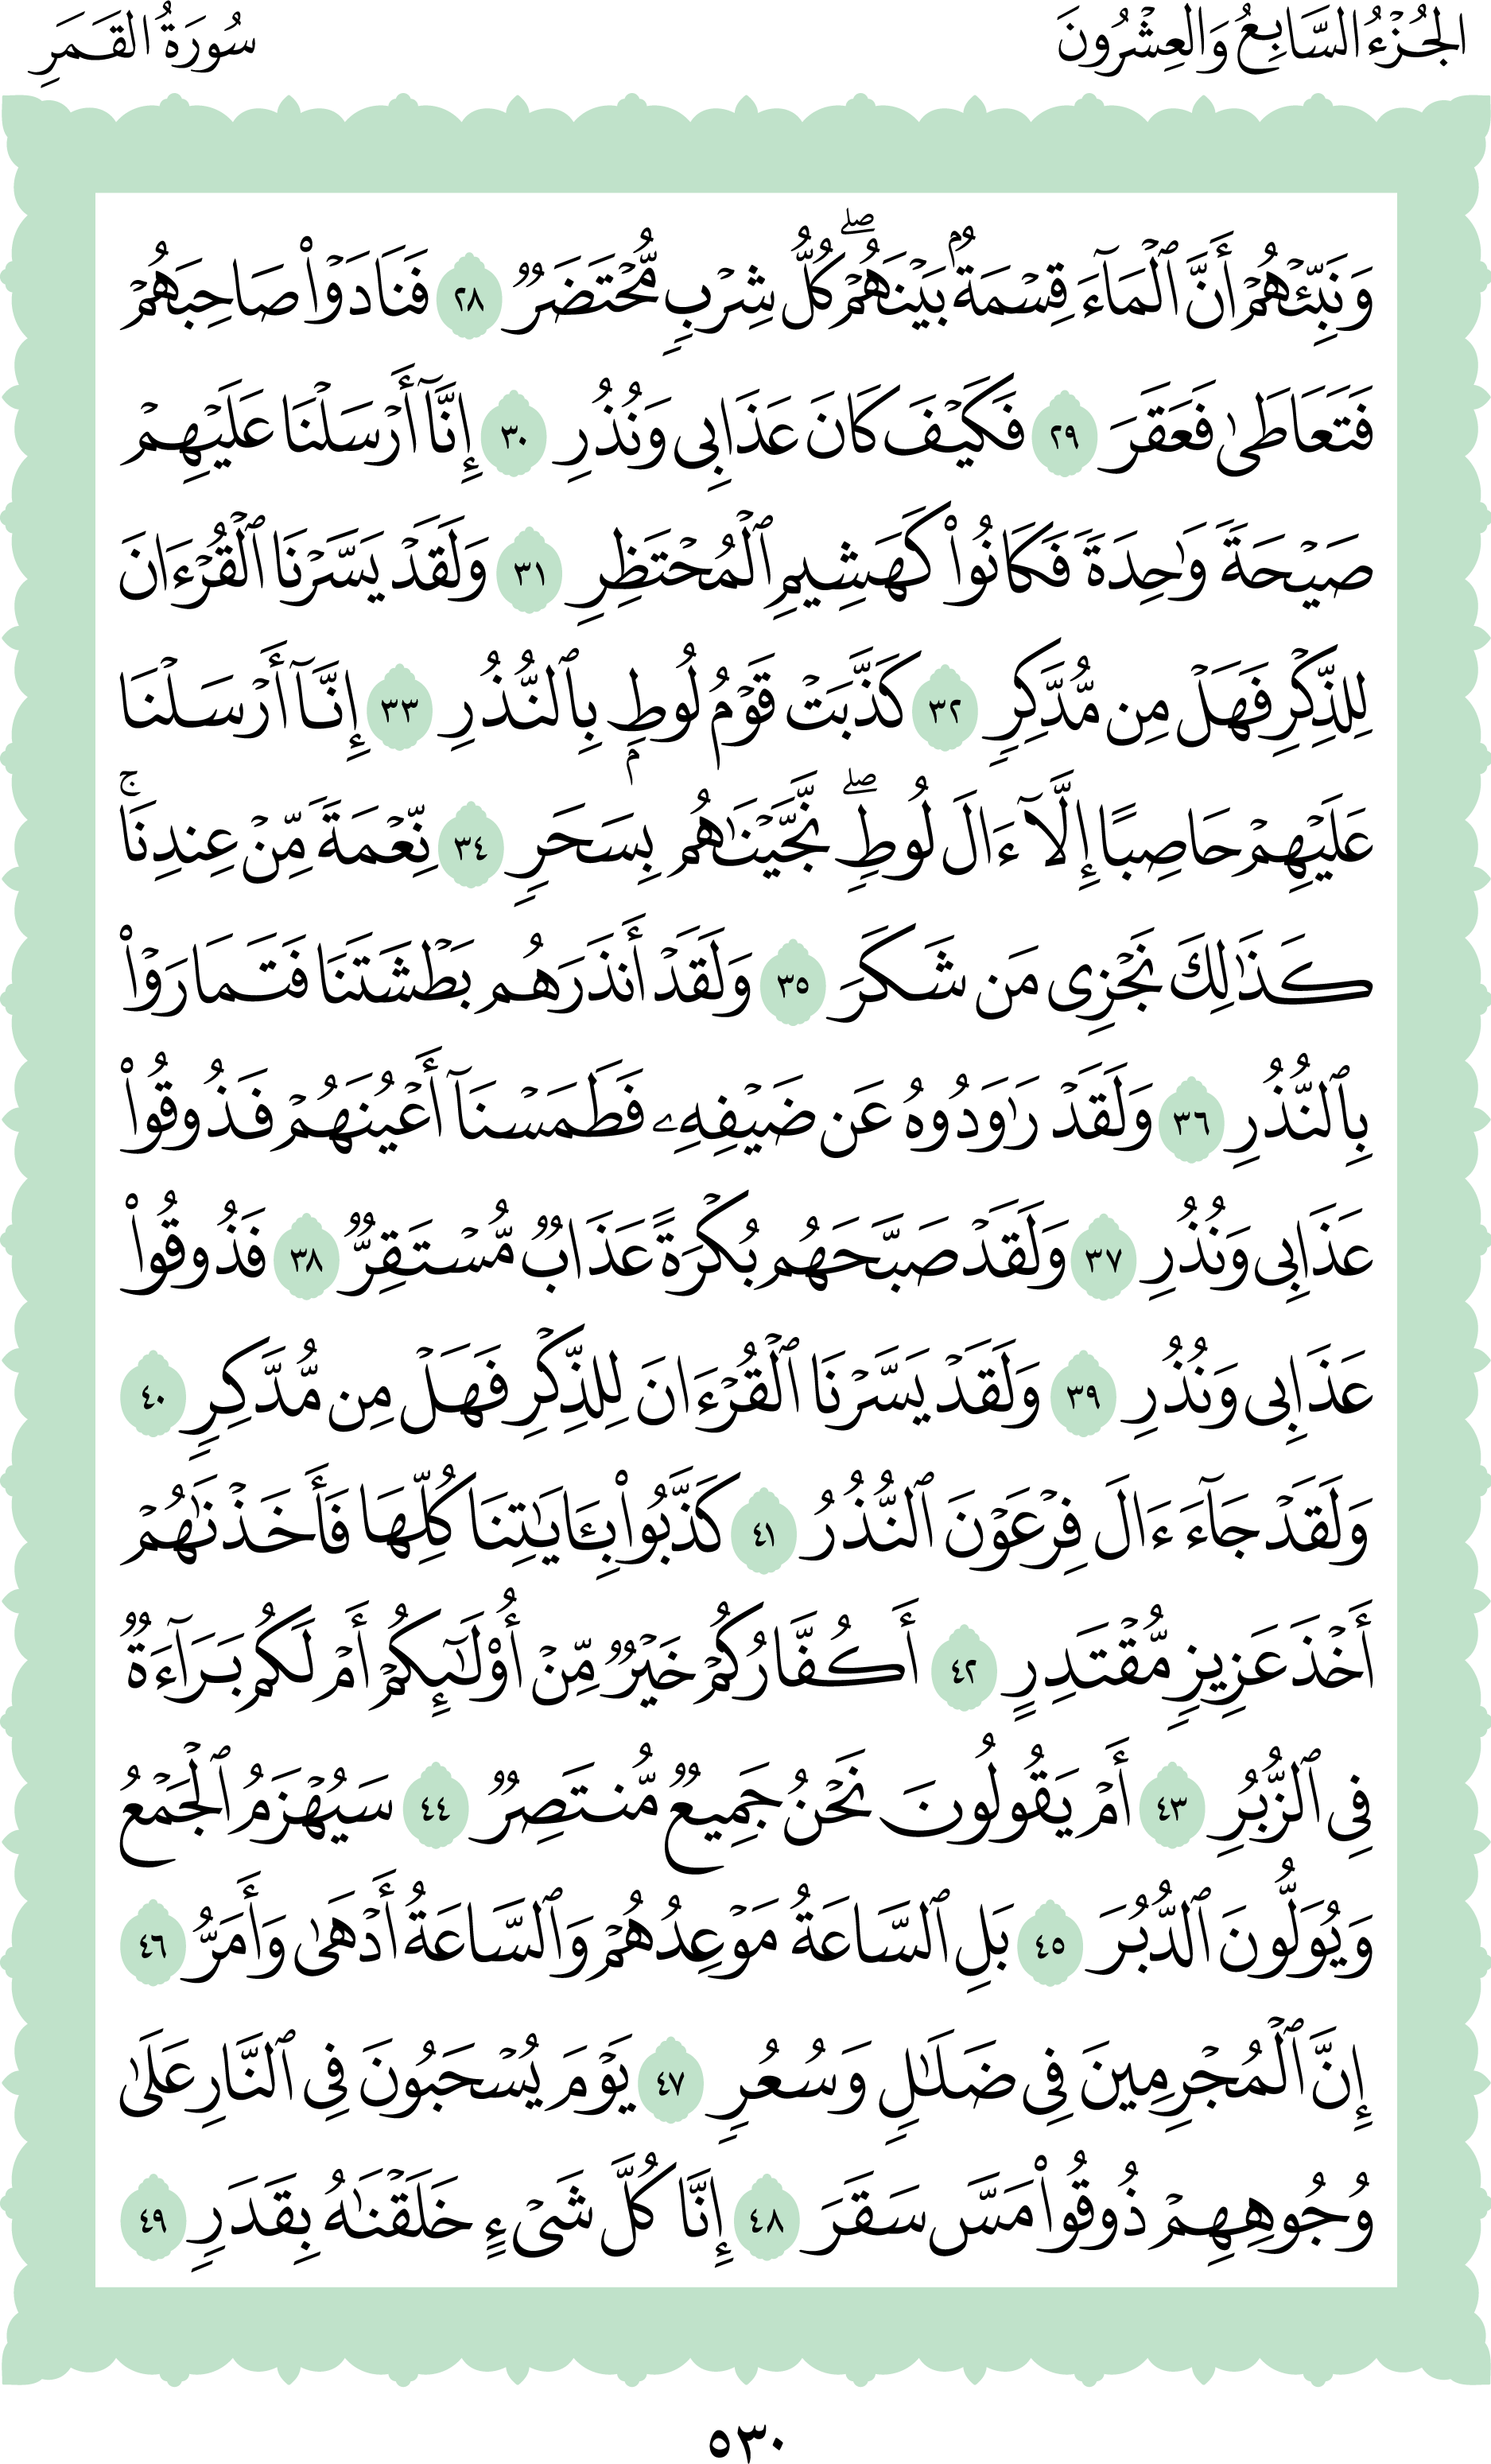 الجُزْءُ السَّابِعُ وَالعِشْرُونَ
سُورَةُ القَمَرِ
وَنَبِّئْهُمْ أَنَّ ٱلْمَآءَ قِسْمَةٌۢ بَيْنَهُمْۖ كُلُّ شِرْبٍ مُّحْتَضَرٌ ٢٨ فَنَادَوْا۟ صَاحِبَهُمْ
فَتَعَاطَىٰ فَعَقَرَ ٢٩ فَكَيْفَ كَانَ عَذَابِى وَنُذُرِ ٣٠ إِنَّآ أَرْسَلْنَا عَلَيْهِمْ
صَيْحَةً وَٰحِدَةً فَكَانُوا۟ كَهَشِيمِ ٱلْمُحْتَظِرِ ٣١ وَلَقَدْ يَسَّرْنَا ٱلْقُرْءَانَ
لِلذِّكْرِ فَهَلْ مِن مُّدَّكِرٍ ٣٢ كَذَّبَتْ قَوْمُ لُوطٍۭ بِٱلنُّذُرِ ٣٣ إِنَّآ أَرْسَلْنَا
عَلَيْهِمْ حَاصِبًا إِلَّآ ءَالَ لُوطٍۖ نَّجَّيْنَٰهُم بِسَحَرٍ ٣٤ نِّعْمَةً مِّنْ عِندِنَاۚ
كَذَٰلِكَ نَجْزِى مَن شَكَرَ ٣٥ وَلَقَدْ أَنذَرَهُم بَطْشَتَنَا فَتَمَارَوْا۟
بِٱلنُّذُرِ ٣٦ وَلَقَدْ رَٰوَدُوهُ عَن ضَيْفِهِۦ فَطَمَسْنَآ أَعْيُنَهُمْ فَذُوقُوا۟
عَذَابِى وَنُذُرِ ٣٧ وَلَقَدْ صَبَّحَهُم بُكْرَةً عَذَابٌ مُّسْتَقِرٌّ ٣٨ فَذُوقُوا۟
عَذَابِى وَنُذُرِ ٣٩ وَلَقَدْ يَسَّرْنَا ٱلْقُرْءَانَ لِلذِّكْرِ فَهَلْ مِن مُّدَّكِرٍ ٤٠
وَلَقَدْ جَآءَ ءَالَ فِرْعَوْنَ ٱلنُّذُرُ ٤١ كَذَّبُوا۟ بِـَٔايَٰتِنَا كُلِّهَا فَأَخَذْنَٰهُمْ
أَخْذَ عَزِيزٍ مُّقْتَدِرٍ ٤٢ أَكُفَّارُكُمْ خَيْرٌ مِّنْ أُو۟لَٰٓئِكُمْ أَمْ لَكُم بَرَآءَةٌ
فِى ٱلزُّبُرِ ٤٣ أَمْ يَقُولُونَ نَحْنُ جَمِيعٌ مُّنتَصِرٌ ٤٤ سَيُهْزَمُ ٱلْجَمْعُ
وَيُوَلُّونَ ٱلدُّبُرَ ٤٥ بَلِ ٱلسَّاعَةُ مَوْعِدُهُمْ وَٱلسَّاعَةُ أَدْهَىٰ وَأَمَرُّ ٤٦
إِنَّ ٱلْمُجْرِمِينَ فِى ضَلَٰلٍ وَسُعُرٍ ٤٧ يَوْمَ يُسْحَبُونَ فِى ٱلنَّارِ عَلَىٰ
وُجُوهِهِمْ ذُوقُوا۟ مَسَّ سَقَرَ ٤٨ إِنَّا كُلَّ شَىْءٍ خَلَقْنَٰهُ بِقَدَرٍ ٤٩
٥٣٠